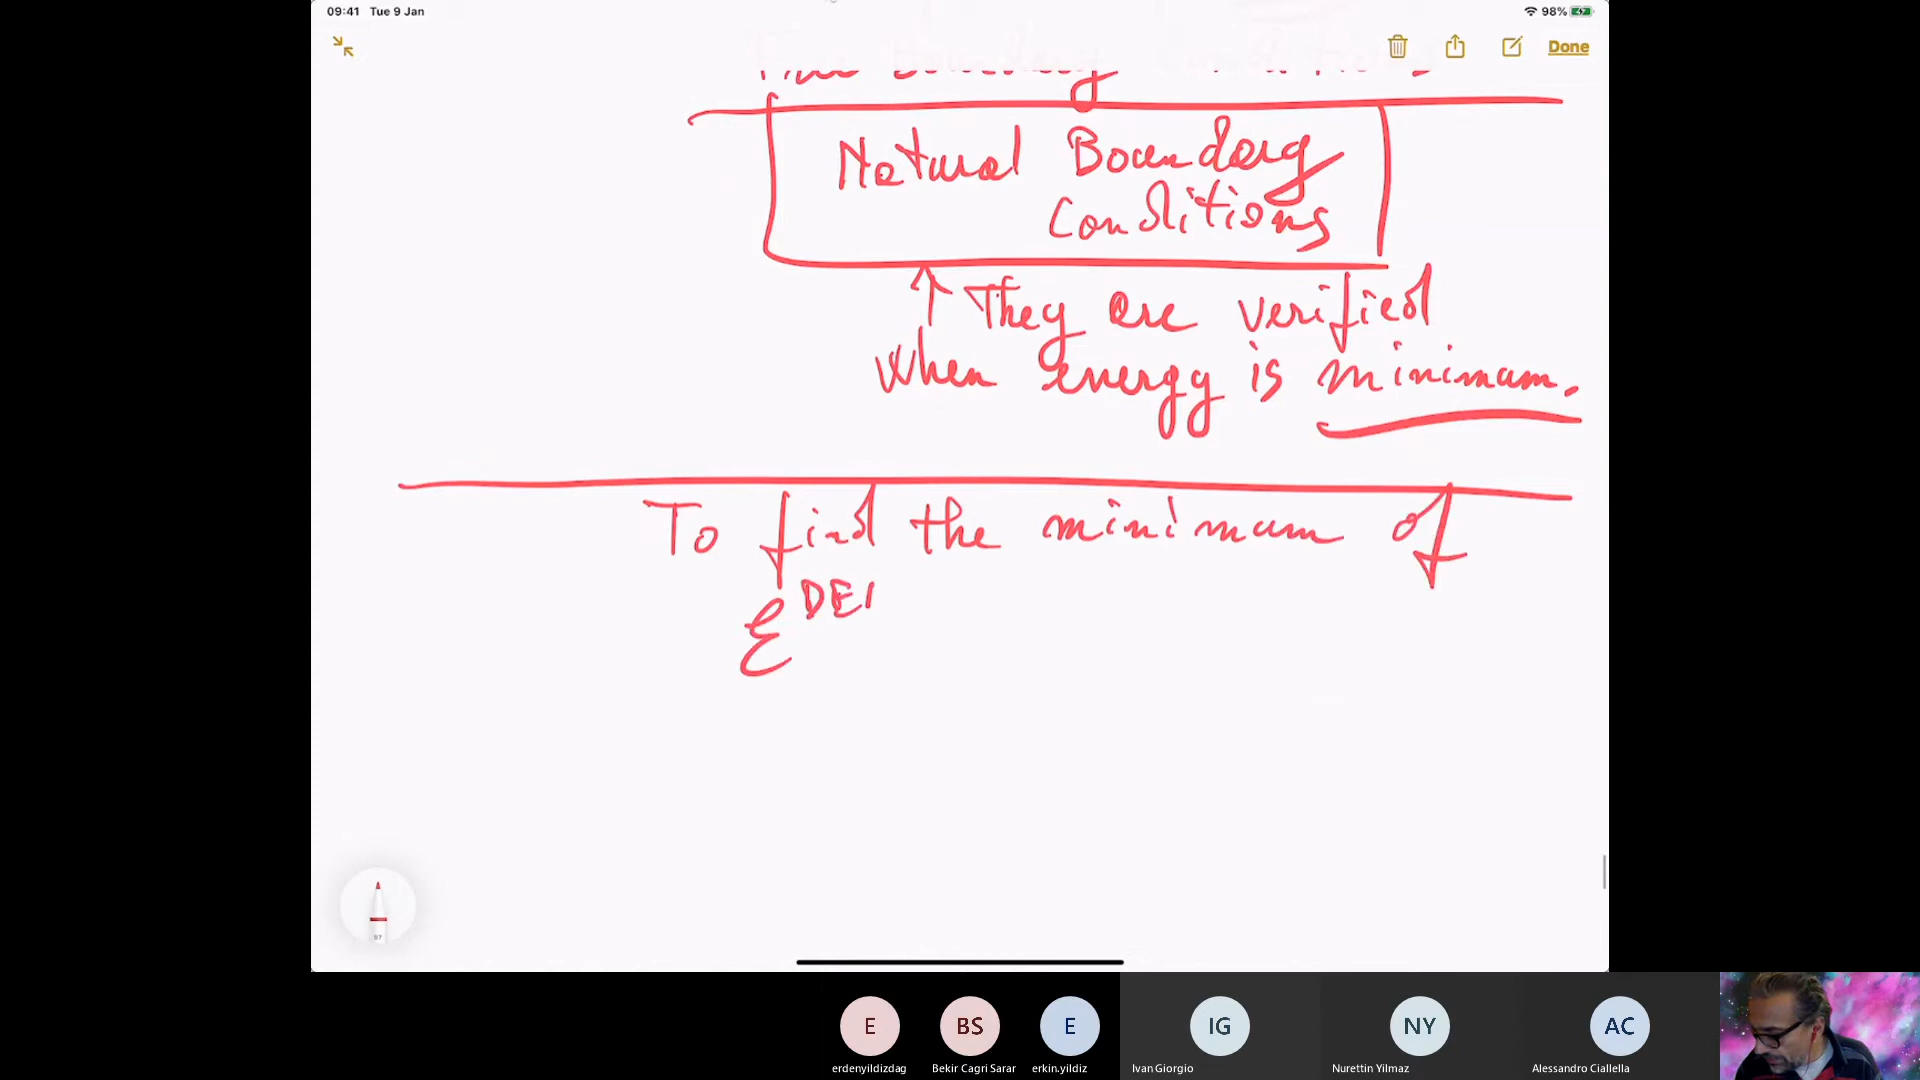 09:41 Tue 9 Jan
98%
Done
Boundary
Natural Boundary
Conditions
↑ They are verified
when energy is minimum.
To find the minimum of
ℰ DEI
97
E BS E IG NY AC
erdenyildizdag Bekir Cagri Sarar erkin.yildiz Ivan Giorgio Nurettin Yilmaz Alessandro Ciallella